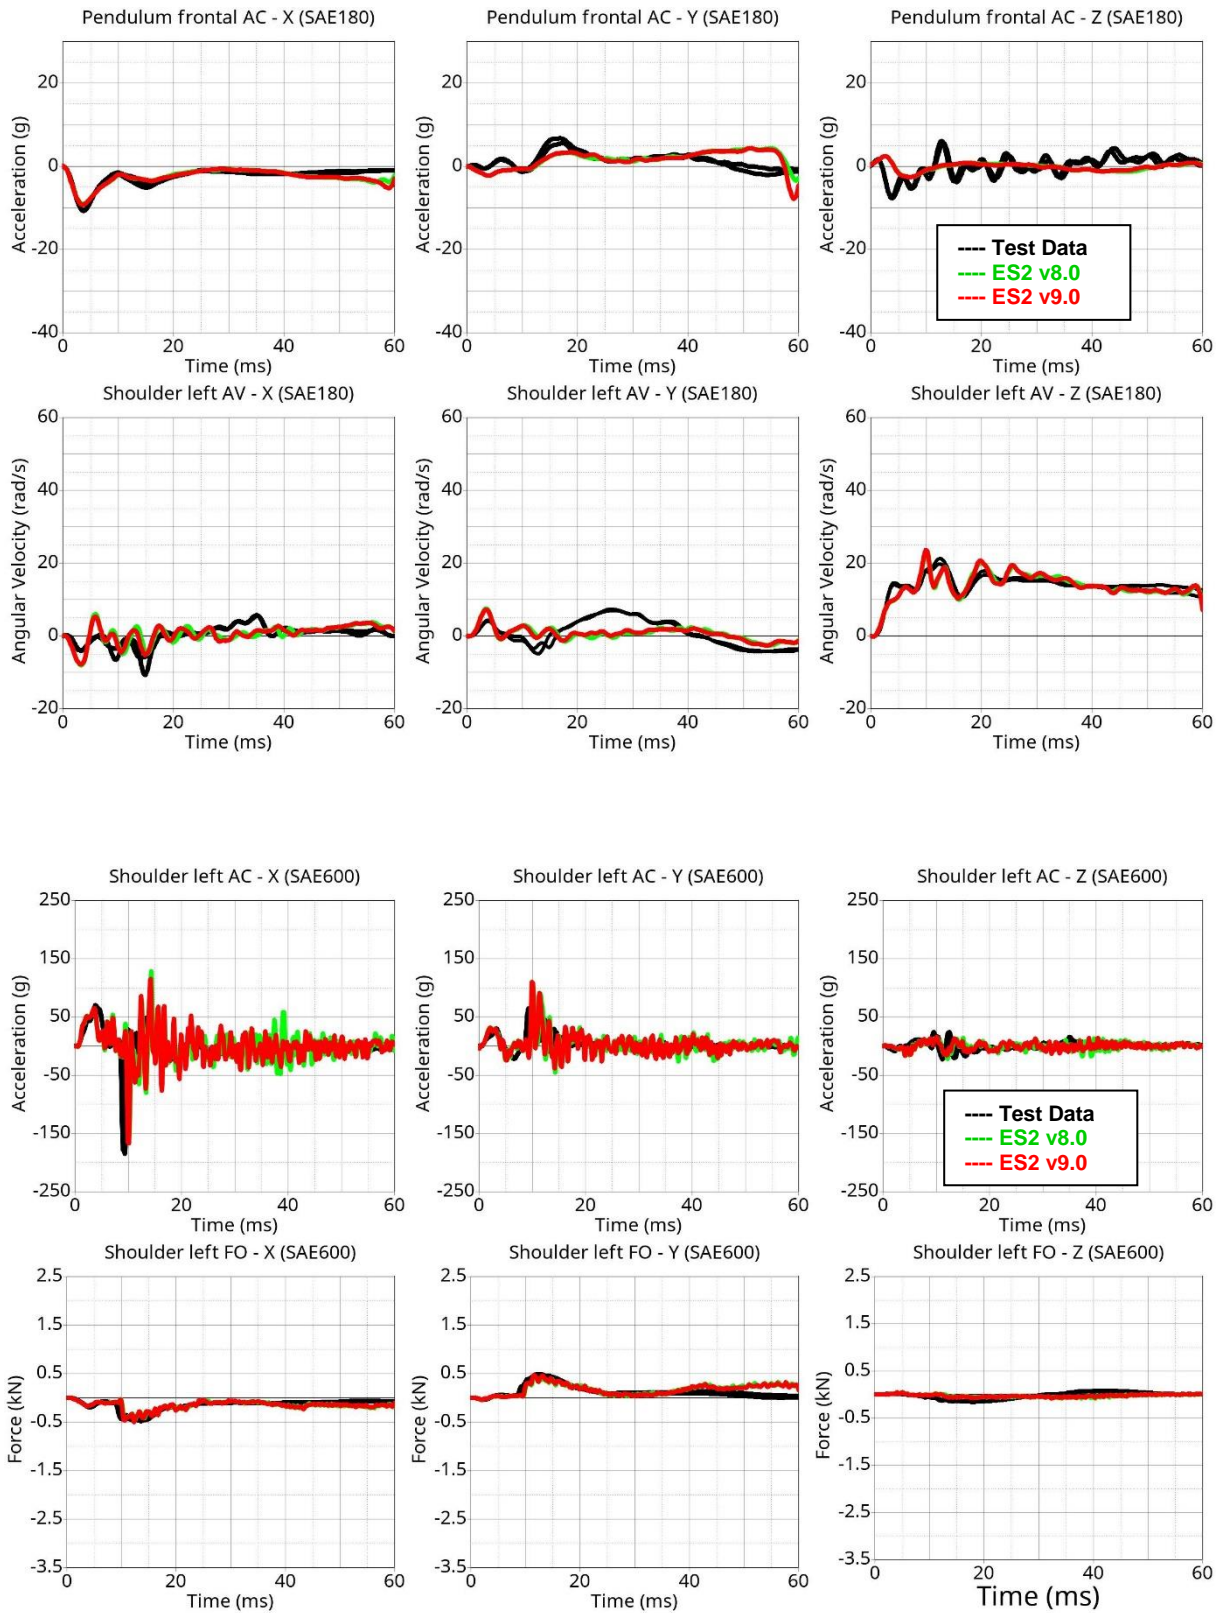 Pendulum frontal AC - X (SAE180)
Pendulum frontal AC - Y (SAE180)
Pendulum frontal AC - Z (SAE180)
Acceleration (g)
20
0
-20
-40
0
20
40
60
Time (ms)
Acceleration (g)
20
0
-20
-40
0
20
40
60
Time (ms)
Acceleration (g)
20
0
-20
-40
0
20
40
60
Time (ms)
---- Test Data
---- ES2 v8.0
---- ES2 v9.0
Shoulder left AV - X (SAE180)
Shoulder left AV - Y (SAE180)
Shoulder left AV - Z (SAE180)
Angular Velocity (rad/s)
60
40
20
0
-20
0
20
40
60
Time (ms)
Angular Velocity (rad/s)
60
40
20
0
-20
0
20
40
60
Time (ms)
Angular Velocity (rad/s)
60
40
20
0
-20
0
20
40
60
Time (ms)
Shoulder left AC - X (SAE600)
Shoulder left AC - Y (SAE600)
Shoulder left AC - Z (SAE600)
Acceleration (g)
250
150
50
-50
-150
-250
0
20
40
60
Time (ms)
Acceleration (g)
250
150
50
-50
-150
-250
0
20
40
60
Time (ms)
Acceleration (g)
250
150
50
-50
-150
-250
0
20
40
60
Time (ms)
---- Test Data
---- ES2 v8.0
---- ES2 v9.0
Shoulder left FO - X (SAE600)
Shoulder left FO - Y (SAE600)
Shoulder left FO - Z (SAE600)
Force (kN)
2.5
1.5
0.5
-0.5
-1.5
-2.5
-3.5
0
20
40
60
Time (ms)
Force (kN)
2.5
1.5
0.5
-0.5
-1.5
-2.5
-3.5
0
20
40
60
Time (ms)
Force (kN)
2.5
1.5
0.5
-0.5
-1.5
-2.5
-3.5
0
20
40
60
Time (ms)